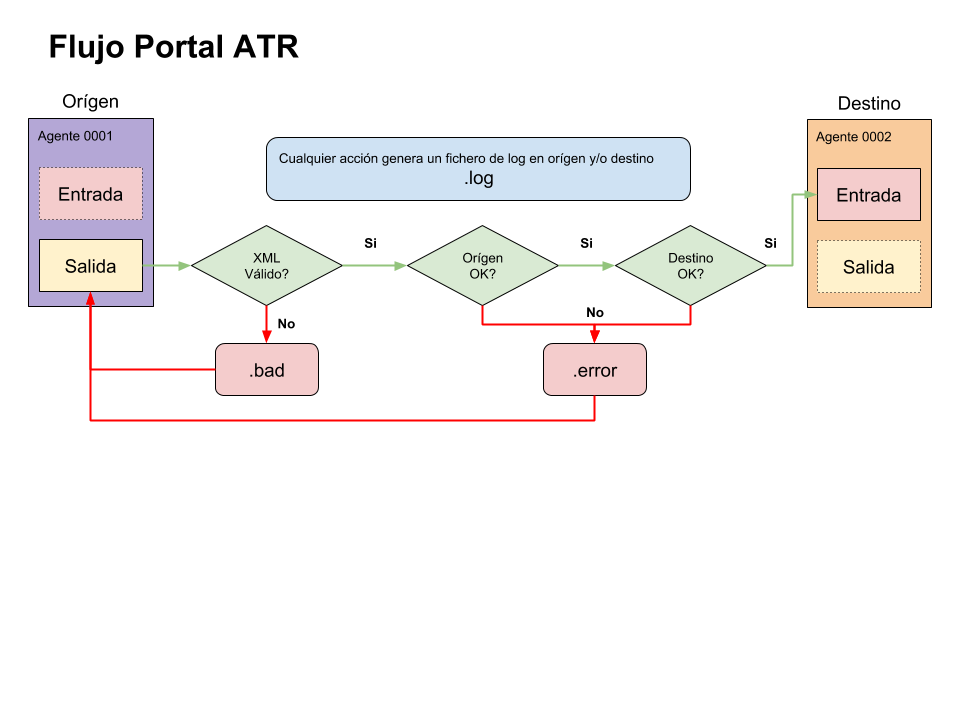 Flujo Portal ATR
Orígen
Destino
Agente 0001
Agente 0002
Cualquier acción genera un fichero de log en orígen y/o destino
.log
Entrada
Entrada
Salida
XML
Válido?
Si
Orígen
OK?
Si
Destino
OK?
Si
Salida
No
No
.bad
.error